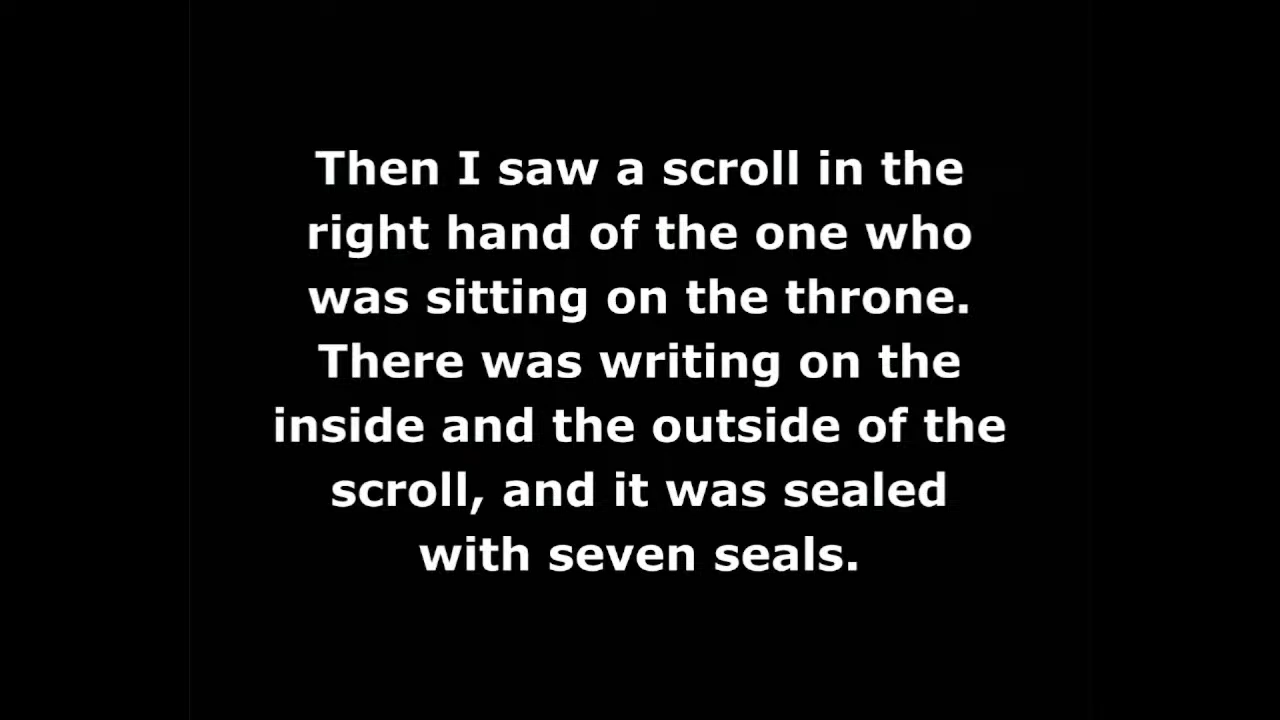 Then I saw a scroll in the
right hand of the one who
was sitting on the throne.
There was writing on the
inside and the outside of the
scroll, and it was sealed
with seven seals.